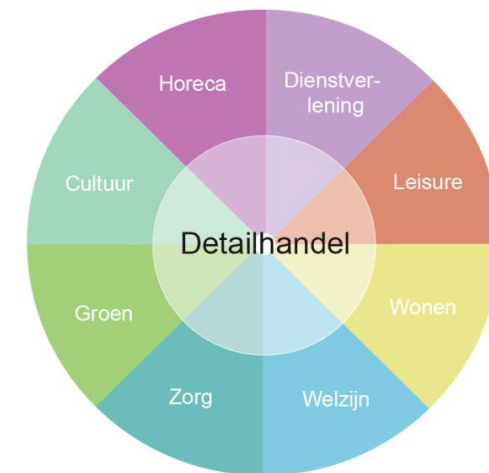 Horeca
Dienstver-
lening
Cultuur
Leisure
Detailhandel
Groen
Wonen
Zorg
Welzijn